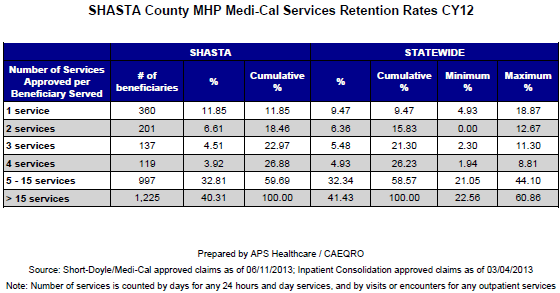 SHASTA County MHP Medi-Cal Services Retention Rates CY12
SHASTA STATEWIDE
Number of Services Approved per Beneficiary Served # of beneficiaries % Cumulative % % Cumulative % Minimum % Maximum %
1 service 360 11.85 11.85 9.47 9.47 4.93 18.87
2 services 201 6.61 18.46 6.36 15.83 0.00 12.67
3 services 137 4.51 22.97 5.48 21.30 2.30 11.30
4 services 119 3.92 26.88 4.93 26.23 1.94 8.81
5 - 15 services 997 32.81 59.69 32.34 58.57 21.05 44.10
> 15 services 1,225 40.31 100.00 41.43 100.00 22.56 60.86
Prepared by APS Healthcare / CAEQRO
Source: Short-Doyle/Medi-Cal approved claims as of 06/11/2013; Inpatient Consolidation approved claims as of 03/04/2013
Note: Number of services is counted by days for any 24 hours and day services, and by visits or encounters for any outpatient services